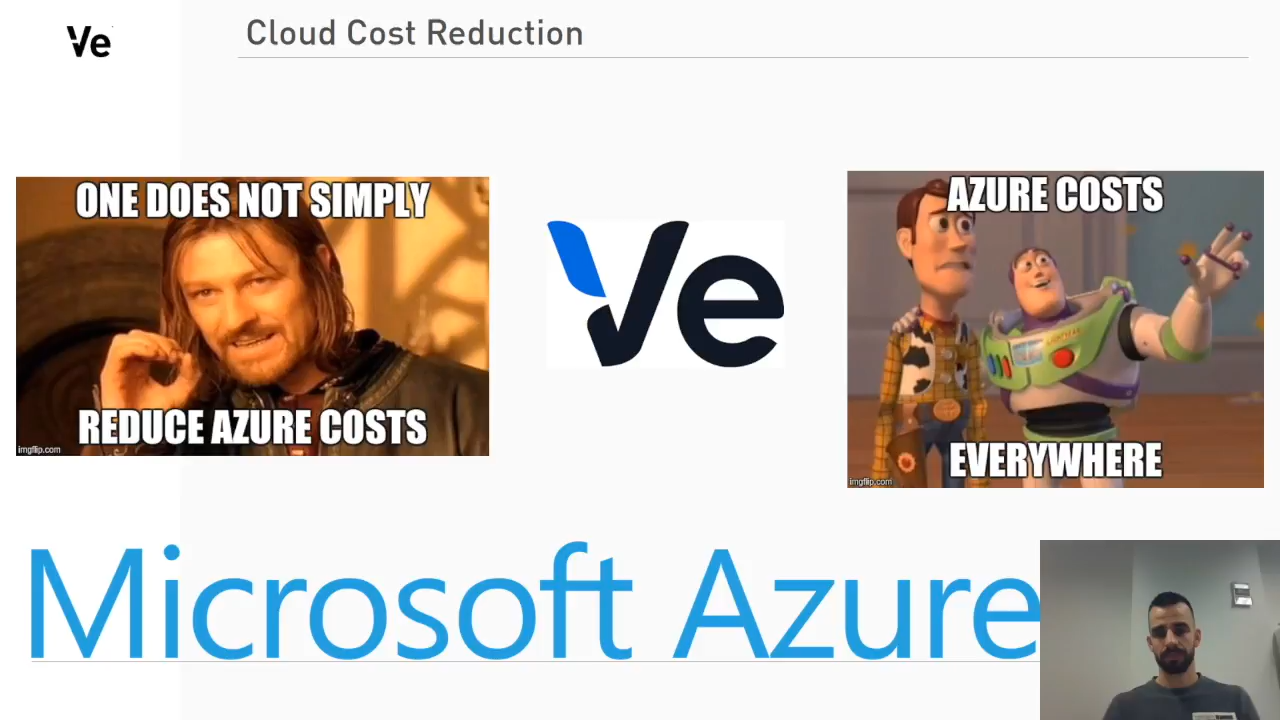 Ve
Cloud Cost Reduction
ONE DOES NOT SIMPLY
REDUCE AZURE COSTS
imgflip.com
Ve
AZURE COSTS
EVERYWHERE
imgflip.com
Microsoft Azure